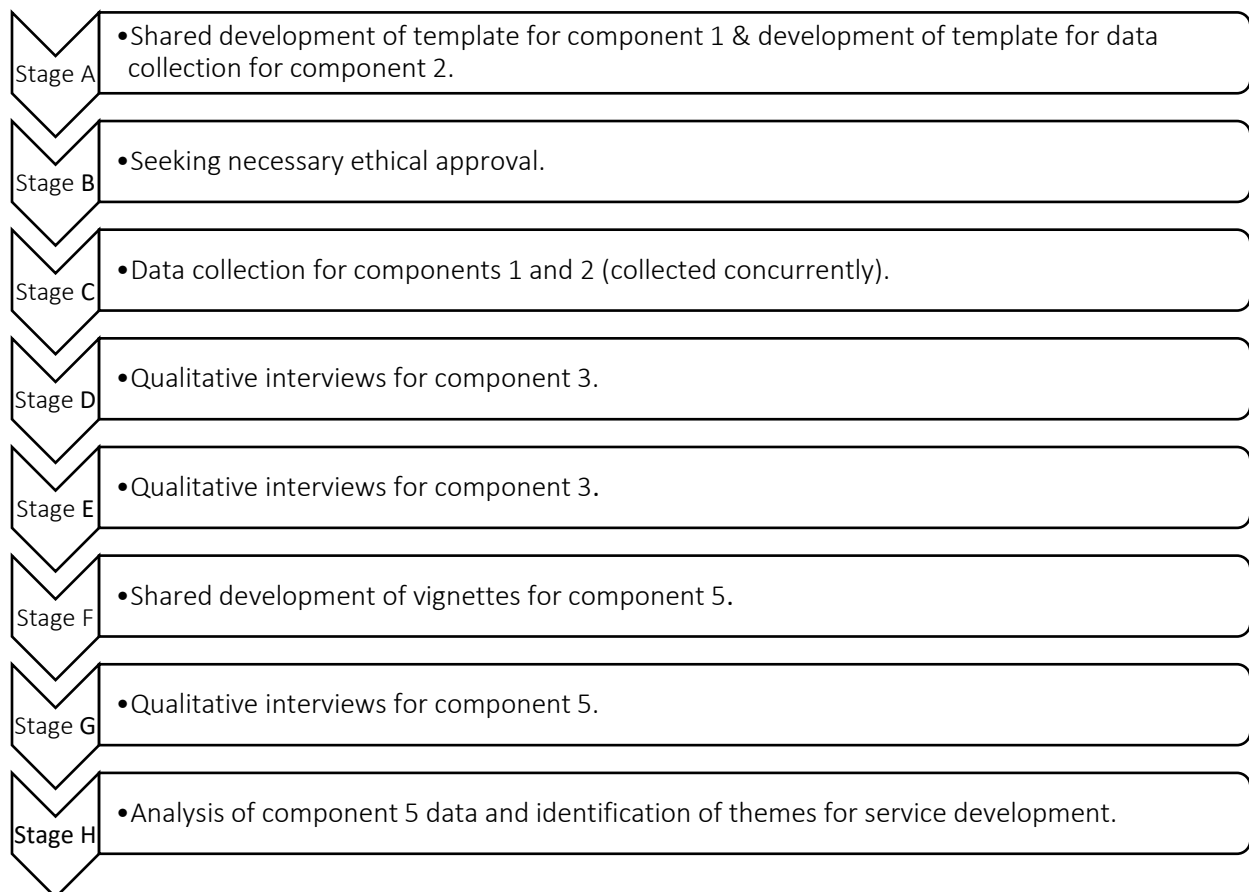 Stage A
•Shared development of template for component 1 & development of template for data
collection for component 2.
Stage B
•Seeking necessary ethical approval.
Stage C
•Data collection for components 1 and 2 (collected concurrently).
Stage D
•Qualitative interviews for component 3.
Stage E
•Qualitative interviews for component 3.
Stage F
•Shared development of vignettes for component 5.
Stage G
•Qualitative interviews for component 5.
Stage H
•Analysis of component 5 data and identification of themes for service development.